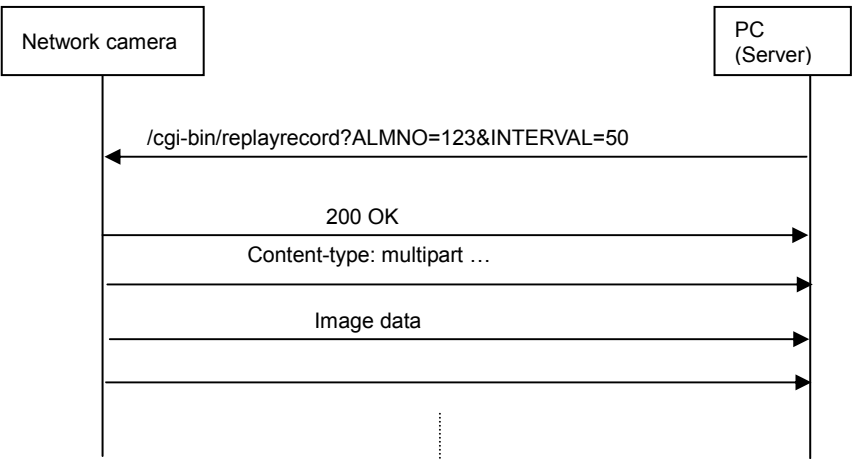 Network camera
PC
(Server)
/cgi-bin/replayrecord?ALMNO=123&INTERVAL=50
200 OK
Content-type: multipart …
Image data